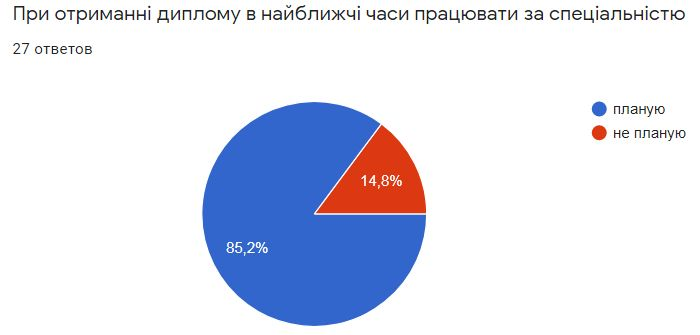 При отриманні диплому в найближчі часи працювати за спеціальністю
27 ответов
планую
не планую
14,8%
85,2%